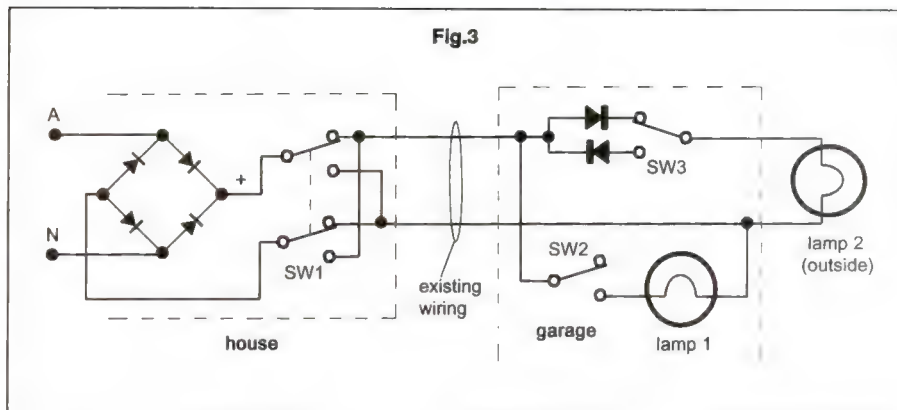 Fig.3
A
+
SW3
N
SW1
SW2
lamp 2
(outside)
existing
wiring
house
garage
lamp 1